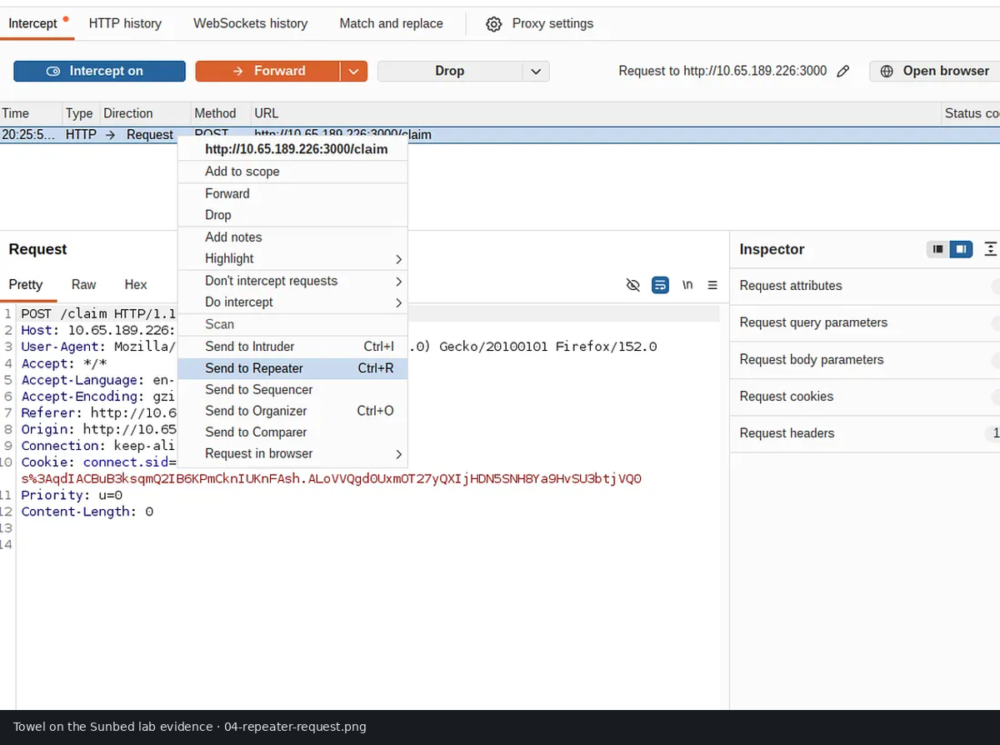 Intercept HTTP history WebSockets history Match and replace Proxy settings
Intercept on Forward Drop Request to http://10.65.189.226:3000 Open browser
Time Type Direction Method URL Status co
20:25:5... HTTP → Request POST http://10.65.189.226:3000/claim
http://10.65.189.226:3000/claim
Add to scope
Forward
Drop
Add notes
Highlight
Don't intercept requests
Do intercept
Scan
Send to Intruder Ctrl+I
Send to Repeater Ctrl+R
Send to Sequencer
Send to Organizer Ctrl+O
Send to Comparer
Request in browser
Request
Pretty Raw Hex \n
1 POST /claim HTTP/1.1
2 Host: 10.65.189.226:
3 User-Agent: Mozilla/ .0) Gecko/20100101 Firefox/152.0
4 Accept: */*
5 Accept-Language: en-
6 Accept-Encoding: gzi
7 Referer: http://10.6
8 Origin: http://10.65
9 Connection: keep-ali
10 Cookie: connect.sid=
s%3AqdIACBuB3ksqmQ2IB6KPmCknIUKnFAsh.ALoVVQgd0UxmOT27yQXIjHDN5SNH8Ya9HvSU3btjVQ0
11 Priority: u=0
12 Content-Length: 0
13
14
Inspector
Request attributes
Request query parameters
Request body parameters
Request cookies
Request headers 1
Towel on the Sunbed lab evidence · 04-repeater-request.png